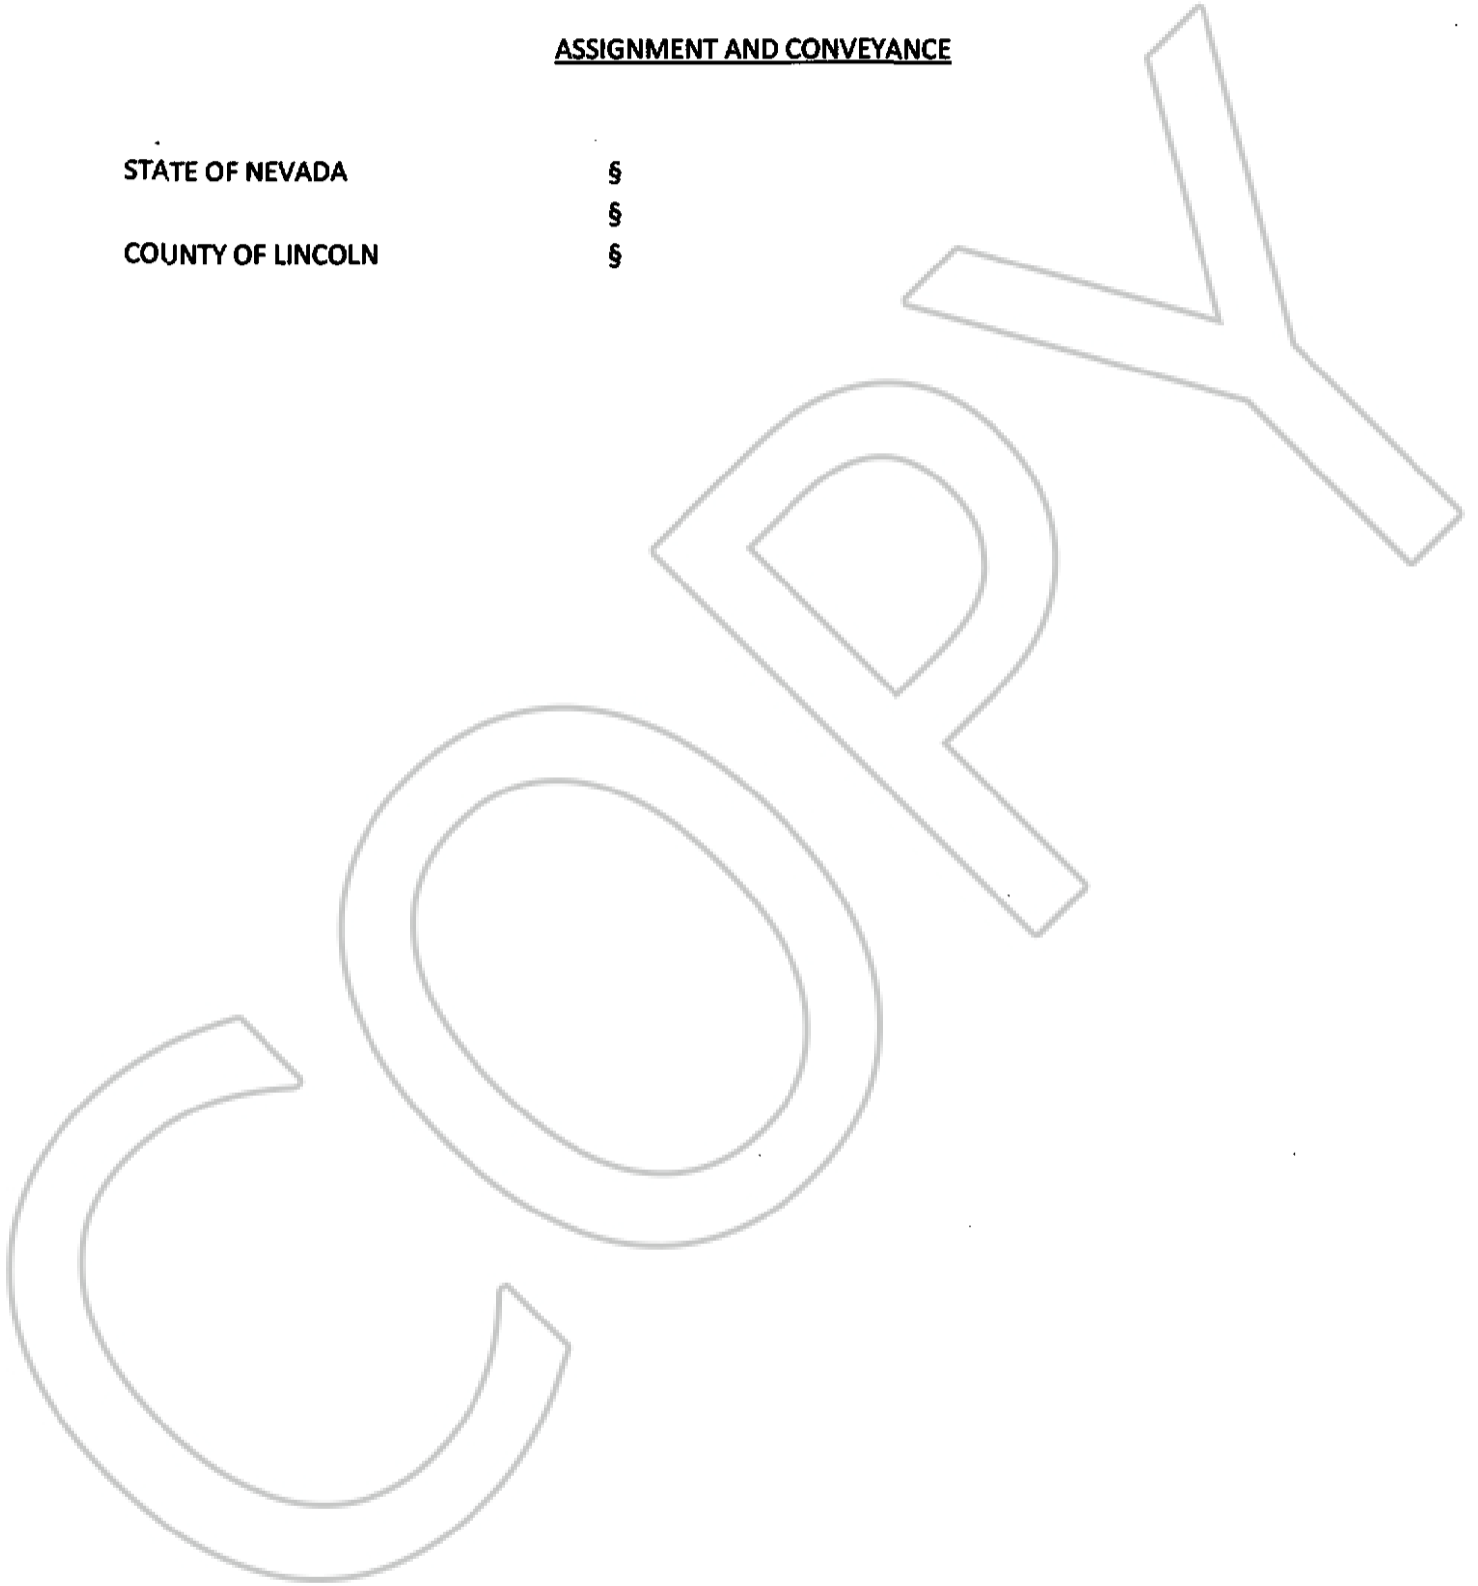 ASSIGNMENT AND CONVEYANCE
STATE OF NEVADA §
§
COUNTY OF LINCOLN §
COPY